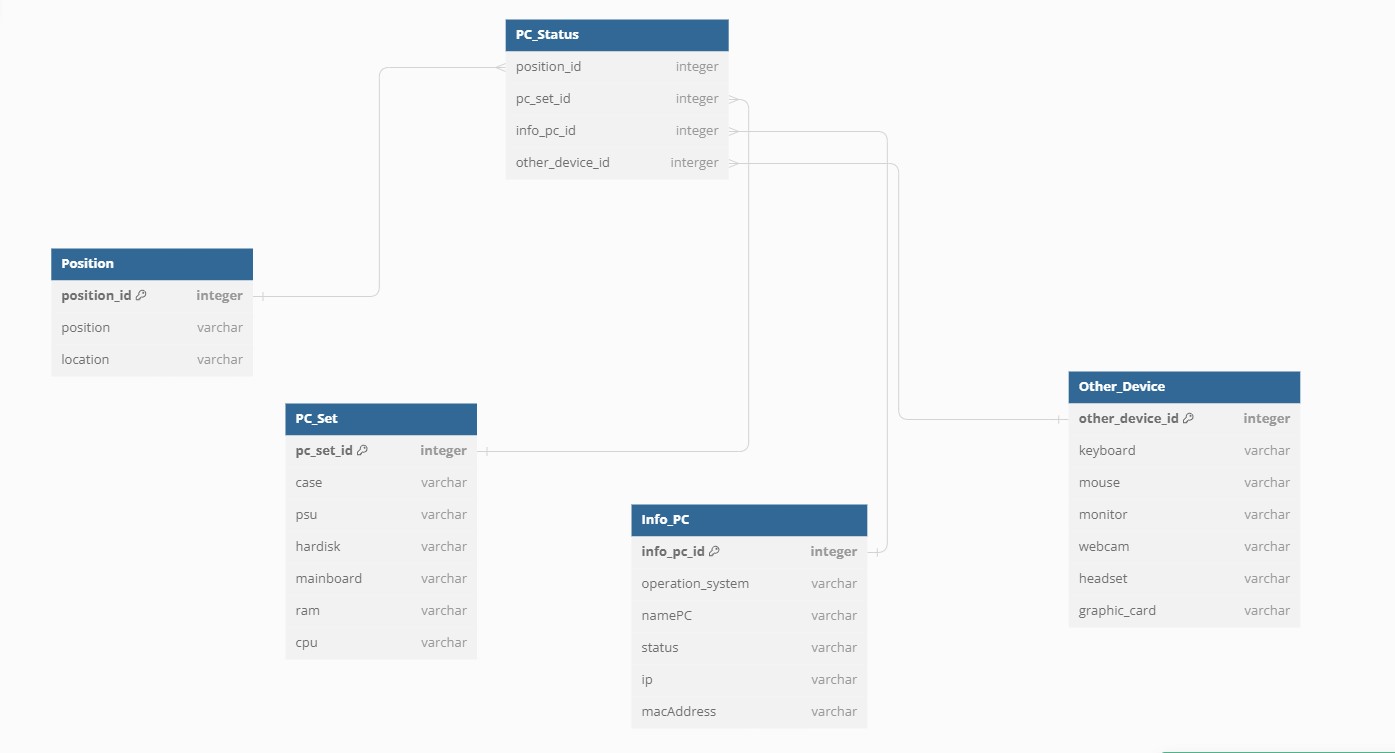 PC_Status
position_id integer
pc_set_id integer
info_pc_id integer
other_device_id interger
Position
position_id integer
position varchar
location varchar
PC_Set
pc_set_id integer
case varchar
psu varchar
hardisk varchar
mainboard varchar
ram varchar
cpu varchar
Info_PC
info_pc_id integer
operation_system varchar
namePC varchar
status varchar
ip varchar
macAddress varchar
Other_Device
other_device_id integer
keyboard varchar
mouse varchar
monitor varchar
webcam varchar
headset varchar
graphic_card varchar